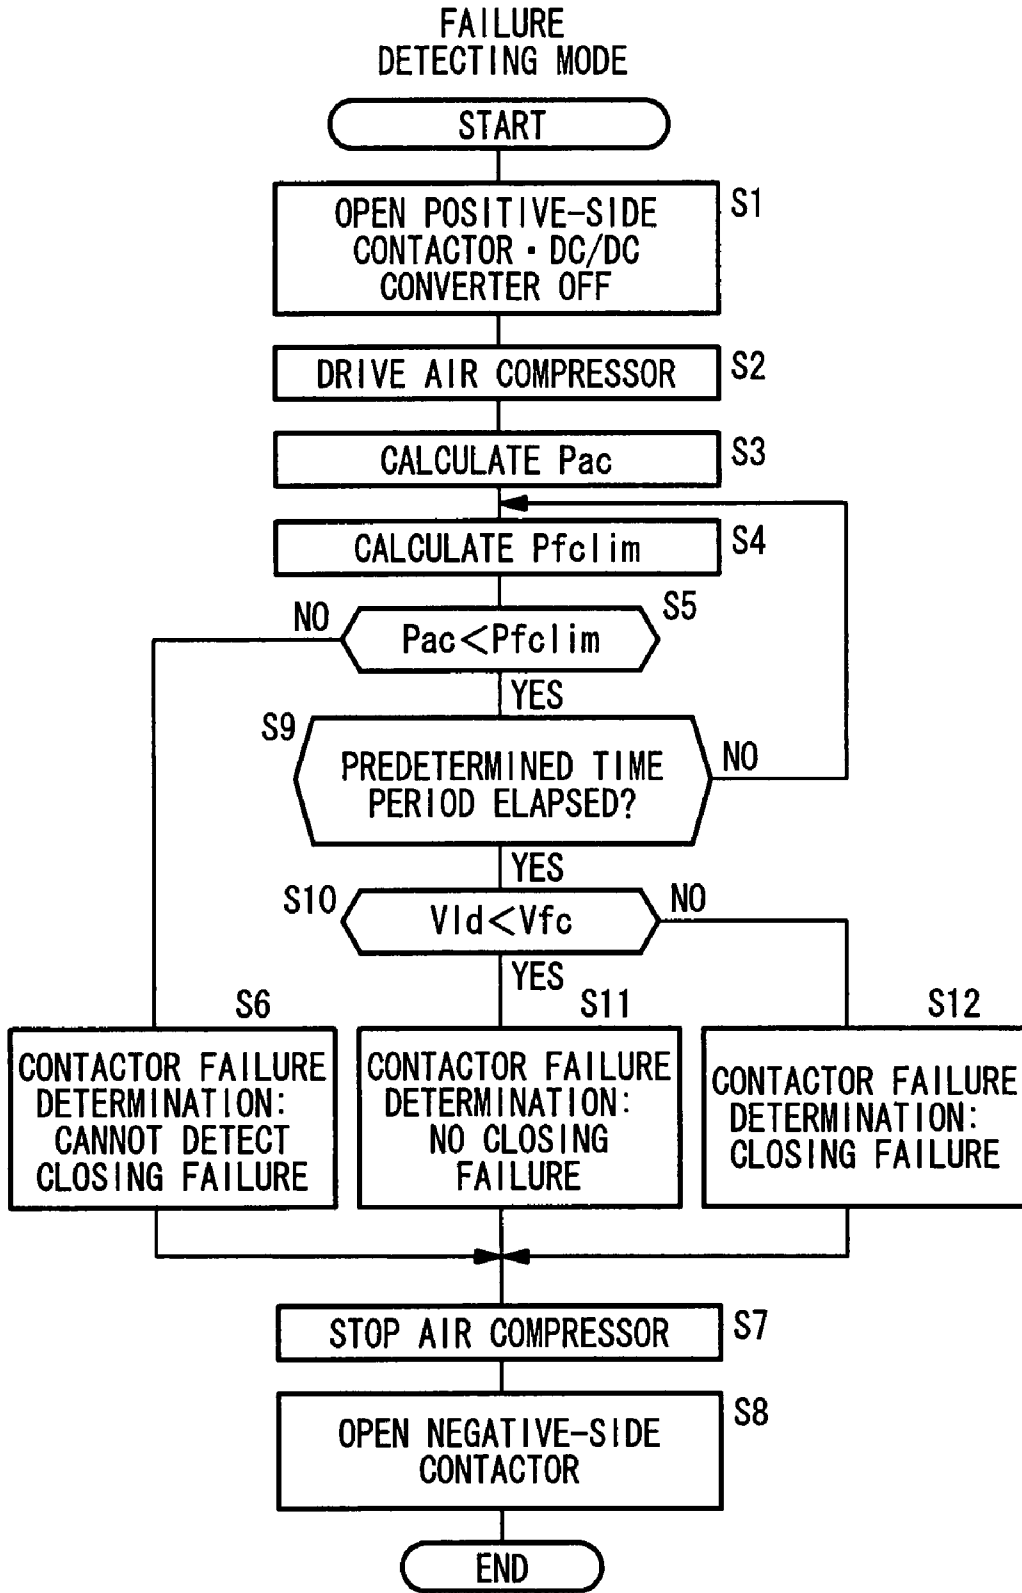 FAILURE
DETECTING MODE
START
S1
OPEN POSITIVE-SIDE
CONTACTOR・DC/DC
CONVERTER OFF
DRIVE AIR COMPRESSOR
S2
CALCULATE Pac
S3
CALCULATE Pfclim
S4
S5
NO
Pac<Pfclim
YES
S9
PREDETERMINED TIME
PERIOD ELAPSED?
NO
YES
S10
Vld<Vfc
NO
YES
S6
CONTACTOR FAILURE
DETERMINATION:
CANNOT DETECT
CLOSING FAILURE
S11
CONTACTOR FAILURE
DETERMINATION:
NO CLOSING
FAILURE
S12
CONTACTOR FAILURE
DETERMINATION:
CLOSING FAILURE
STOP AIR COMPRESSOR
S7
S8
OPEN NEGATIVE-SIDE
CONTACTOR
END